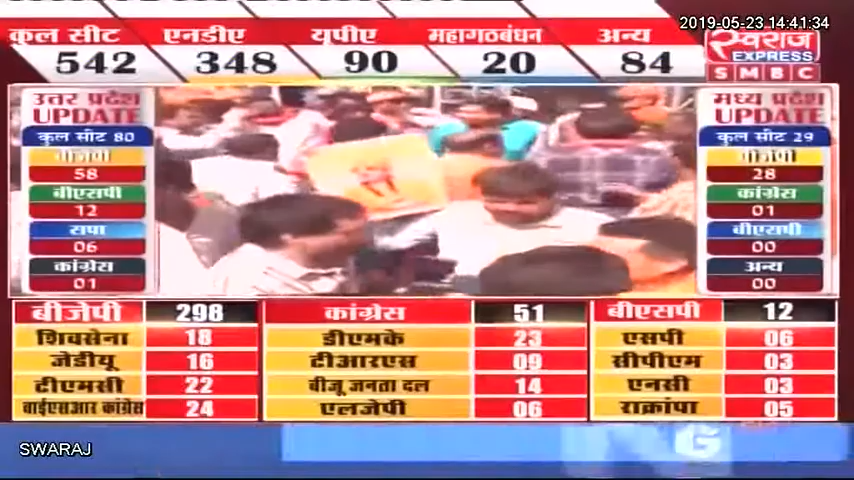 2019-05-23 14:41:34
कुल सीट एनडीए यूपीए महागठबंधन अन्य
542 348 90 20 84
स्वराज
EXPRESS
SMBC
उत्तर प्रदेश
UPDATE
कुल सीट 80
बीजेपी
58
बीएसपी
12
सपा
06
कांग्रेस
01
मध्य प्रदेश
UPDATE
कुल सीट 29
बीजेपी
28
कांग्रेस
01
बीएसपी
00
अन्य
00
बीजेपी 298 कांग्रेस 51 बीएसपी 12
शिवसेना 18 डीएमके 23 एसपी 06
जेडीयू 16 टीआरएस 09 सीपीएम 03
टीएमसी 22 बीजू जनता दल 14 एनसी 03
वाईएसआर कांग्रेस 24 एलजेपी 06 राकांपा 05
SWARAJ